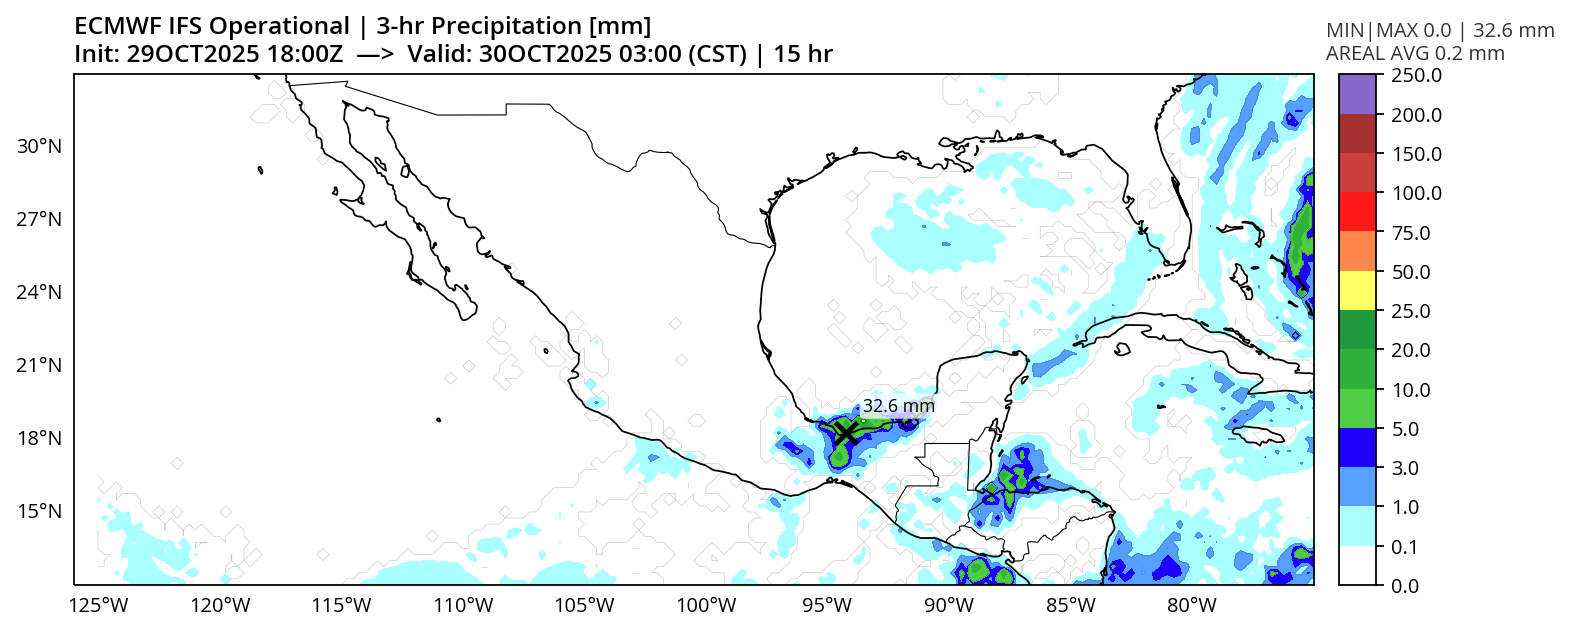 ECMWF IFS Operational | 3-hr Precipitation [mm]
Init: 29OCT2025 18:00Z —> Valid: 30OCT2025 03:00 (CST) | 15 hr
MIN|MAX 0.0 | 32.6 mm
AREAL AVG 0.2 mm
250.0
200.0
150.0
100.0
75.0
50.0
25.0
20.0
10.0
5.0
3.0
1.0
0.1
0.0
30°N
27°N
24°N
21°N
18°N
15°N
32.6 mm
125°W 120°W 115°W 110°W 105°W 100°W 95°W 90°W 85°W 80°W